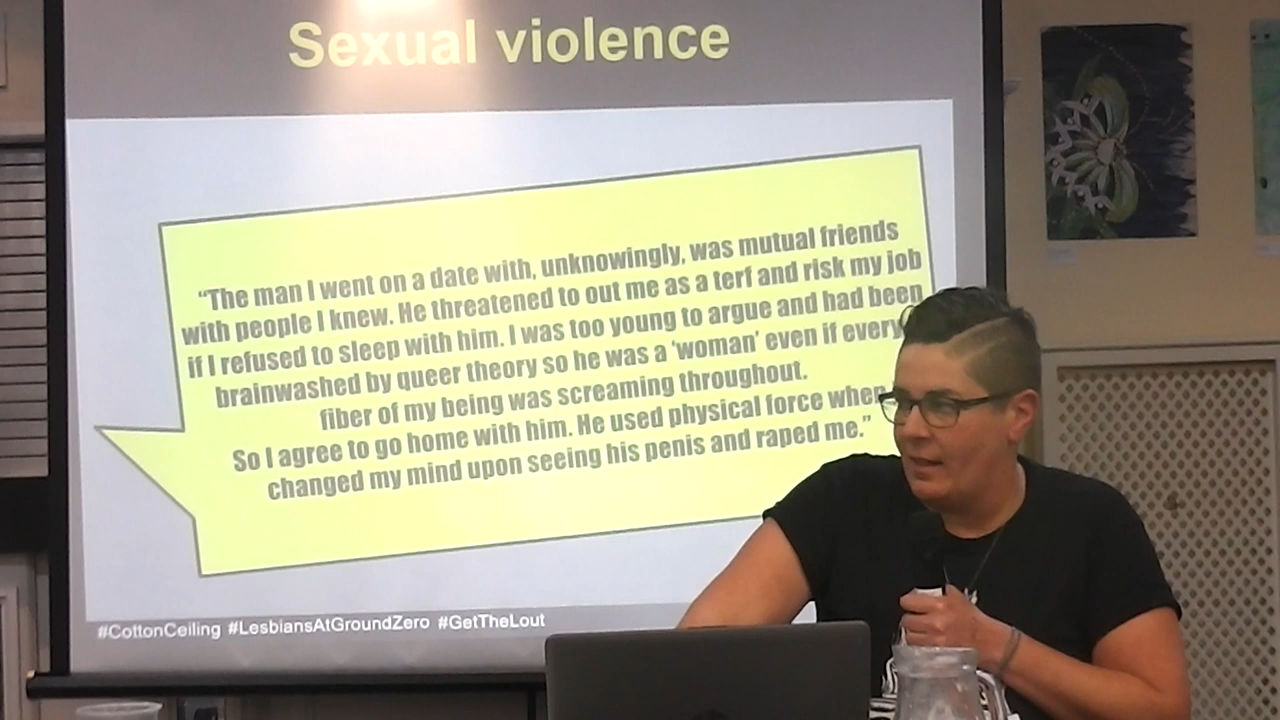 Sexual violence
“The man I went on a date with, unknowingly, was mutual friends
with people I knew. He threatened to out me as a terf and risk my job
if I refused to sleep with him. I was too young to argue and had been
brainwashed by queer theory so he was a ‘woman’ even if every
fiber of my being was screaming throughout.
So I agree to go home with him. He used physical force when
changed my mind upon seeing his penis and raped me.”
#CottonCeiling #LesbiansAtGroundZero #GetTheLout